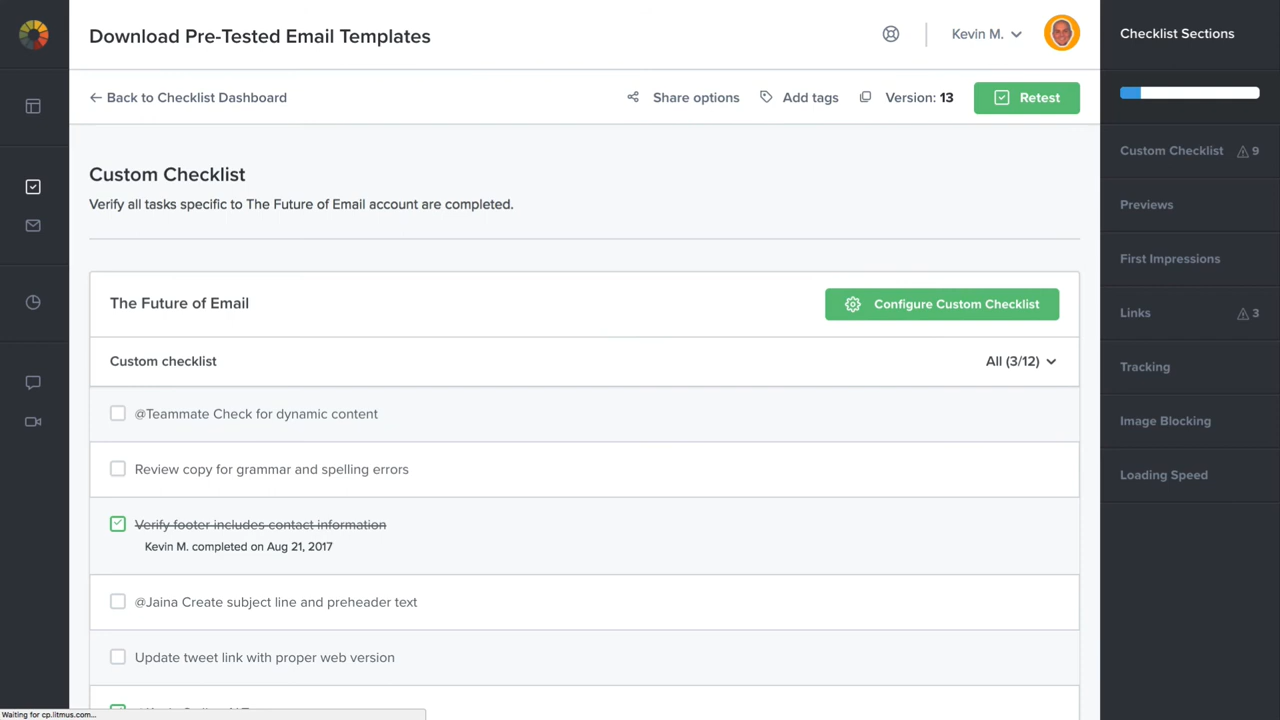 Download Pre-Tested Email Templates
Kevin M.
Checklist Sections
Back to Checklist Dashboard
Share options
Add tags
Version: 13
Retest
Custom Checklist
Verify all tasks specific to The Future of Email account are completed.
The Future of Email
Configure Custom Checklist
Custom checklist
All (3/12)
@Teammate Check for dynamic content
Review copy for grammar and spelling errors
Verify footer includes contact information
Kevin M. completed on Aug 21, 2017
@Jaina Create subject line and preheader text
Update tweet link with proper web version
Custom Checklist 9
Previews
First Impressions
Links 3
Tracking
Image Blocking
Loading Speed
Waiting for cp.litmus.com...